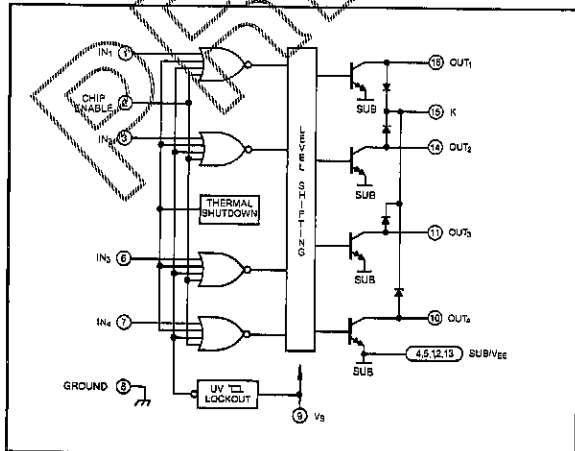 IN1 1
CHIP
ENABLE 2
IN2 3
THERMAL
SHUTDOWN
IN3 6
IN4 7
GROUND 8
UV
LOCKOUT
9 VS
LEVEL SHIFTING
SUB
SUB
SUB
SUB
16 OUT1
15 K
14 OUT2
11 OUT3
10 OUT4
4,5,12,13 SUB/VEE